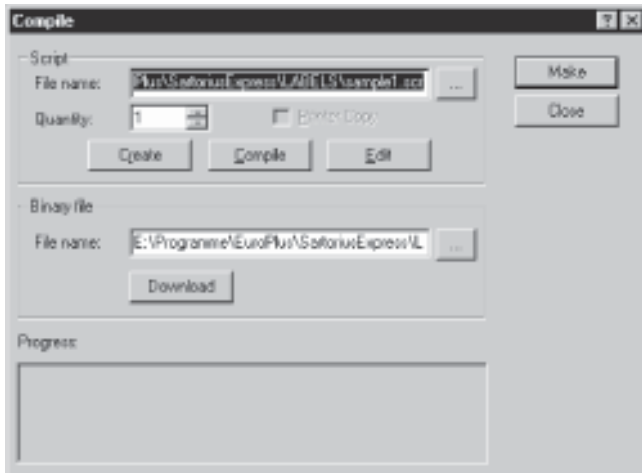 Compile
Script
File name: Plus\SartoriusExpress\LABELS\sample1.scr ...
Make
Quantity: 1 Printer Copy
Close
Create Compile Edit
Binary file
File name: E:\Programme\EuroPlus\SartoriusExpress\L ...
Download
Progress: